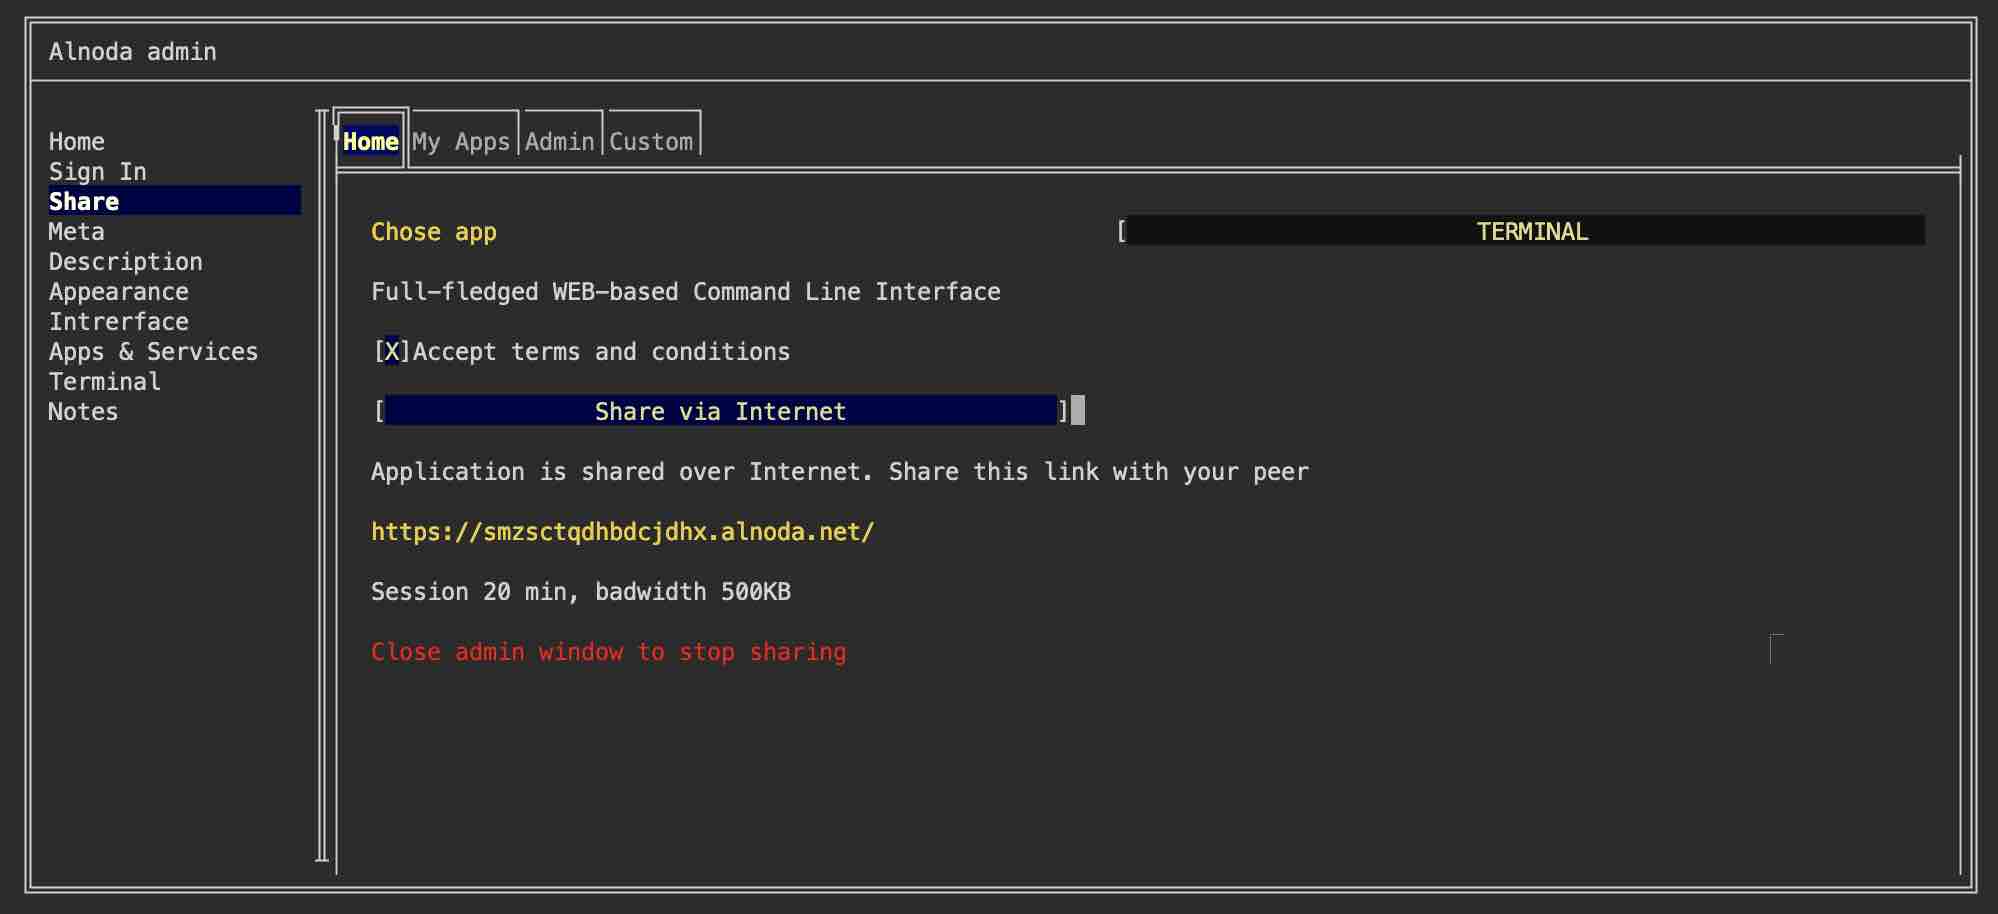 Alnoda admin
Home
Sign In
Share
Meta
Description
Appearance
Intrerface
Apps & Services
Terminal
Notes
Home My Apps Admin Custom
Chose app [ TERMINAL
Full-fledged WEB-based Command Line Interface
[X]Accept terms and conditions
[ Share via Internet ]
Application is shared over Internet. Share this link with your peer
https://smzsctqdhbdcjdhx.alnoda.net/
Session 20 min, badwidth 500KB
Close admin window to stop sharing